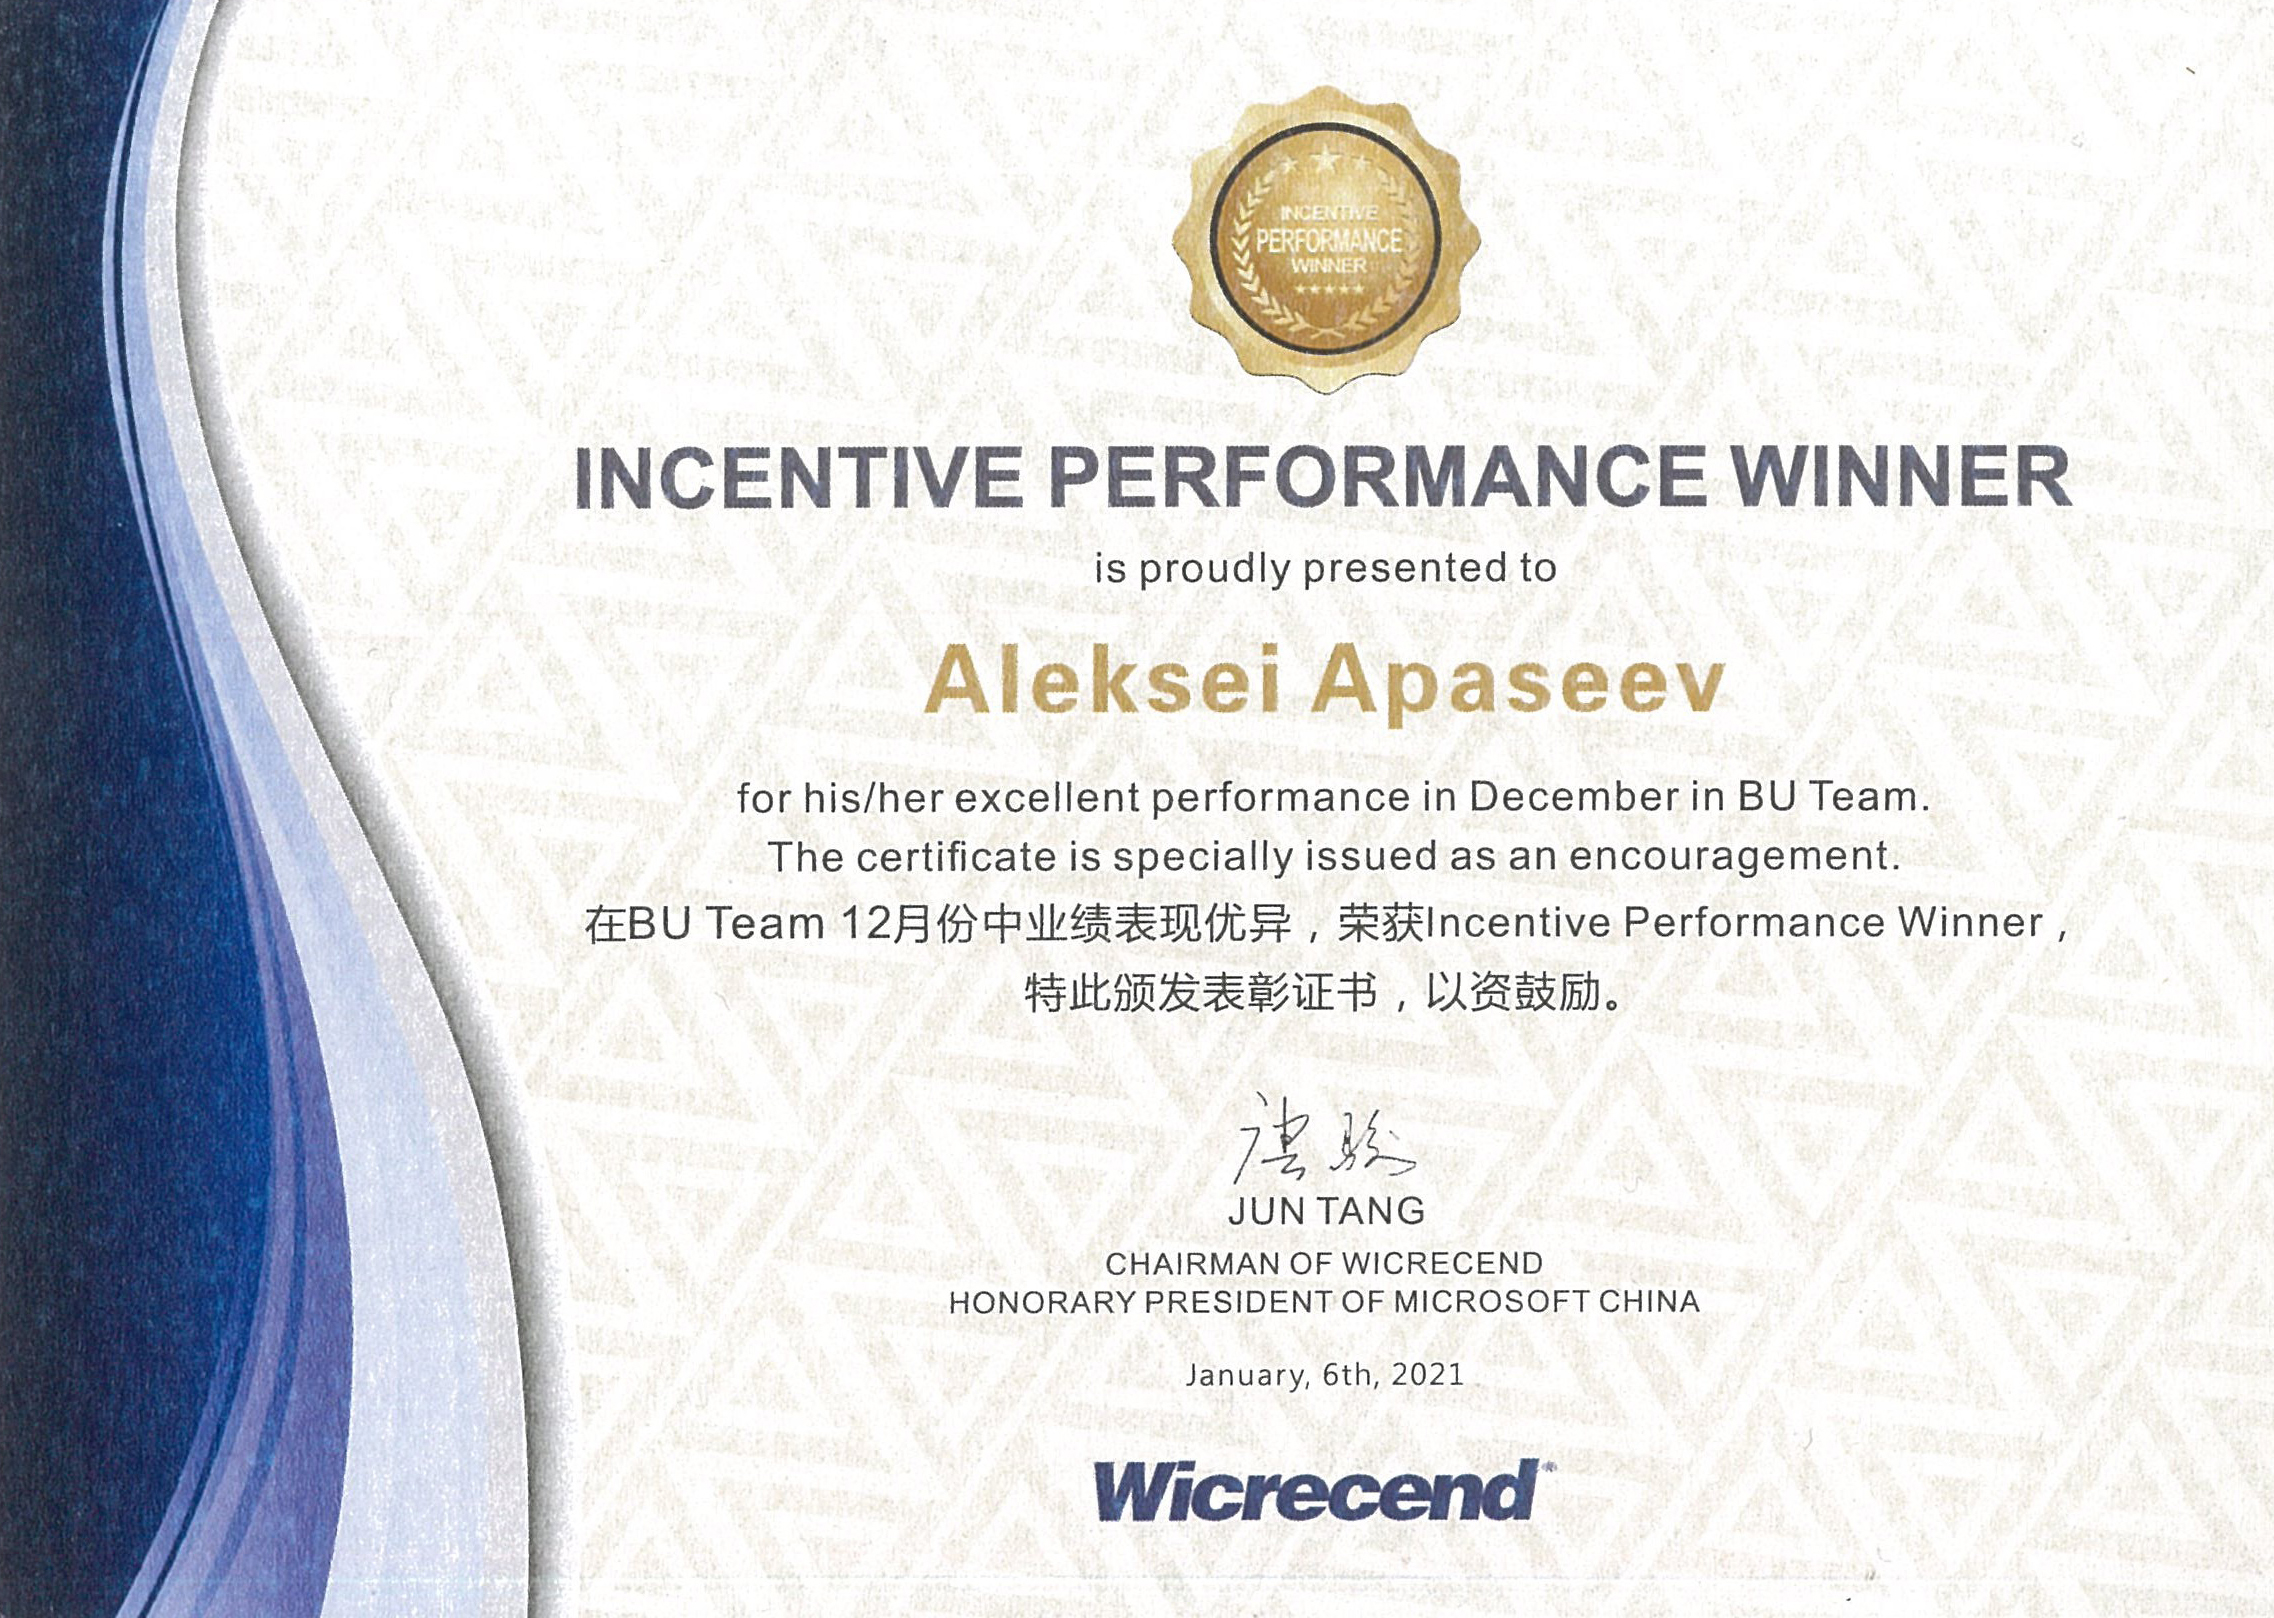 INCENTIVE
PERFORMANCE
WINNER
INCENTIVE PERFORMANCE WINNER
is proudly presented to
Aleksei Apaseev
for his/her excellent performance in December in BU Team.
The certificate is specially issued as an encouragement.
在BU Team 12月份中业绩表现优异，荣获Incentive Performance Winner，
特此颁发表彰证书，以资鼓励。
唐骏
JUN TANG
CHAIRMAN OF WICRECEND
HONORARY PRESIDENT OF MICROSOFT CHINA
January, 6th, 2021
Wicrecend